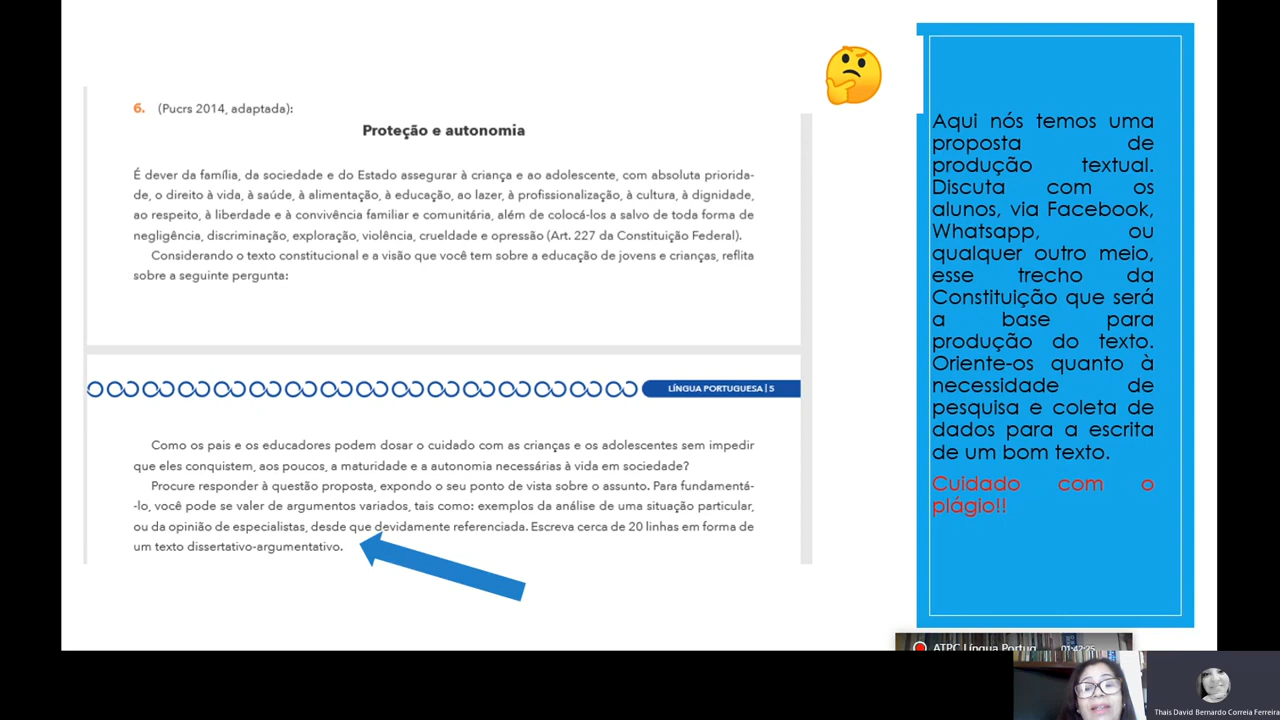 6. (Pucrs 2014, adaptada):
Proteção e autonomia
É dever da família, da sociedade e do Estado assegurar à criança e ao adolescente, com absoluta priorida-
de, o direito à vida, à saúde, à alimentação, à educação, ao lazer, à profissionalização, à cultura, à dignidade,
ao respeito, à liberdade e à convivência familiar e comunitária, além de colocá-los a salvo de toda forma de
negligência, discriminação, exploração, violência, crueldade e opressão (Art. 227 da Constituição Federal).
Considerando o texto constitucional e a visão que você tem sobre a educação de jovens e crianças, reflita
sobre a seguinte pergunta:
LÍNGUA PORTUGUESA | 5
Como os pais e os educadores podem dosar o cuidado com as crianças e os adolescentes sem impedir
que eles conquistem, aos poucos, a maturidade e a autonomia necessárias à vida em sociedade?
Procure responder à questão proposta, expondo o seu ponto de vista sobre o assunto. Para fundamentá-
-lo, você pode se valer de argumentos variados, tais como: exemplos da análise de uma situação particular,
ou da opinião de especialistas, desde que devidamente referenciada. Escreva cerca de 20 linhas em forma de
um texto dissertativo-argumentativo.
Aqui nós temos uma
proposta de
produção textual.
Discuta com os
alunos, via Facebook,
Whatsapp, ou
qualquer outro meio,
esse trecho da
Constituição que será
a base para
produção do texto.
Oriente-os quanto à
necessidade de
pesquisa e coleta de
dados para a escrita
de um bom texto.
Cuidado com o
plágio!!
ATPC Língua Portug
01:42:25
Thais David Bernardo Correia Ferreira